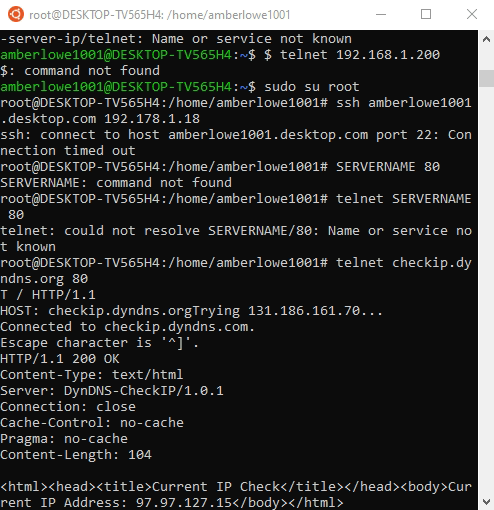 root@DESKTOP-TV565H4: /home/amberlowe1001
-server-ip/telnet: Name or service not known
amberlowe1001@DESKTOP-TV565H4:~$ $ telnet 192.168.1.200
$: command not found
amberlowe1001@DESKTOP-TV565H4:~$ sudo su root
root@DESKTOP-TV565H4:/home/amberlowe1001# ssh amberlowe1001
.desktop.com 192.178.1.18
ssh: connect to host amberlowe1001.desktop.com port 22: Con
nection timed out
root@DESKTOP-TV565H4:/home/amberlowe1001# SERVERNAME 80
SERVERNAME: command not found
root@DESKTOP-TV565H4:/home/amberlowe1001# telnet SERVERNAME
 80
telnet: could not resolve SERVERNAME/80: Name or service no
t known
root@DESKTOP-TV565H4:/home/amberlowe1001# telnet checkip.dy
ndns.org 80
T / HTTP/1.1
HOST: checkip.dyndns.orgTrying 131.186.161.70...
Connected to checkip.dyndns.com.
Escape character is '^]'.
HTTP/1.1 200 OK
Content-Type: text/html
Server: DynDNS-CheckIP/1.0.1
Connection: close
Cache-Control: no-cache
Pragma: no-cache
Content-Length: 104

<html><head><title>Current IP Check</title></head><body>Cur
rent IP Address: 97.97.127.15</body></html>